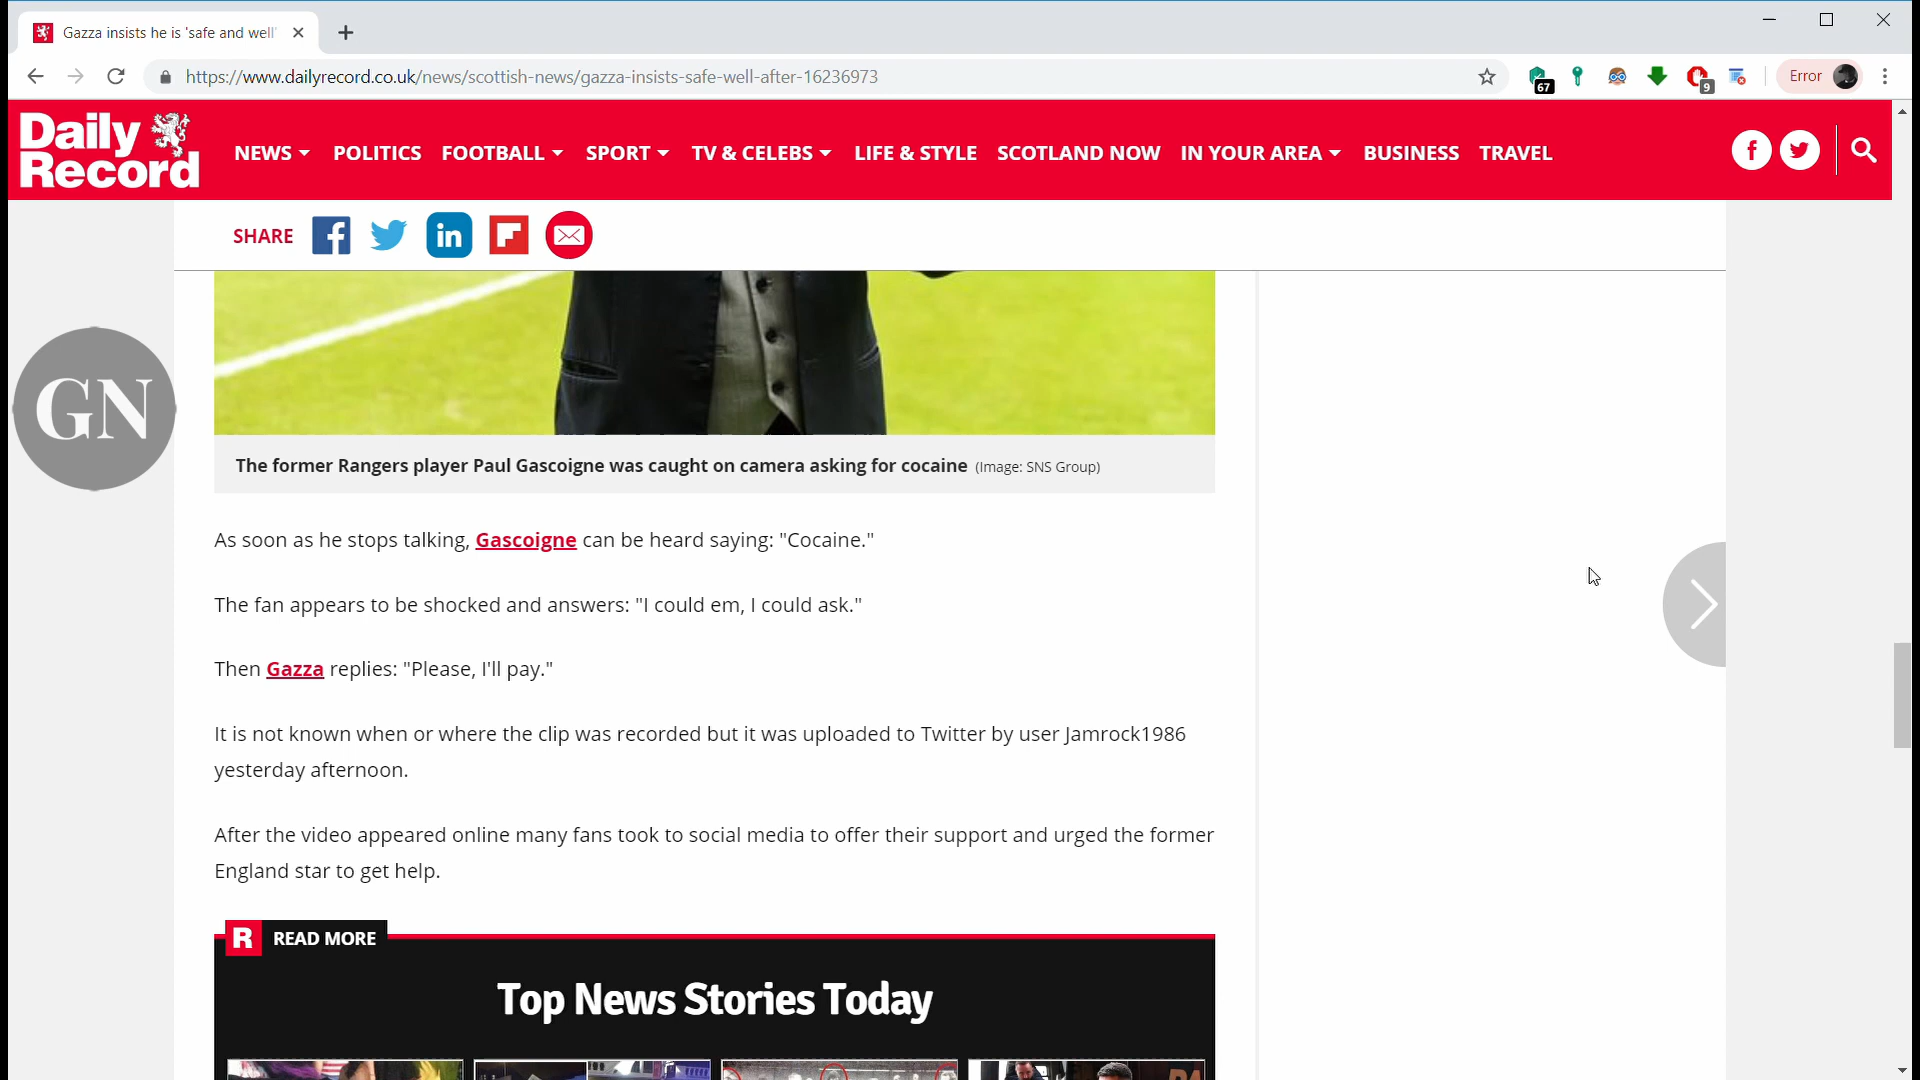 Gazza insists he is 'safe and well'
https://www.dailyrecord.co.uk/news/scottish-news/gazza-insists-safe-well-after-16236973
67
9
Error
Daily
Record
NEWS
POLITICS
FOOTBALL
SPORT
TV & CELEBS
LIFE & STYLE
SCOTLAND NOW
IN YOUR AREA
BUSINESS
TRAVEL
SHARE
GN
The former Rangers player Paul Gascoigne was caught on camera asking for cocaine (Image: SNS Group)
As soon as he stops talking, Gascoigne can be heard saying: "Cocaine."
The fan appears to be shocked and answers: "I could em, I could ask."
Then Gazza replies: "Please, I'll pay."
It is not known when or where the clip was recorded but it was uploaded to Twitter by user Jamrock1986
yesterday afternoon.
After the video appeared online many fans took to social media to offer their support and urged the former
England star to get help.
R READ MORE
Top News Stories Today